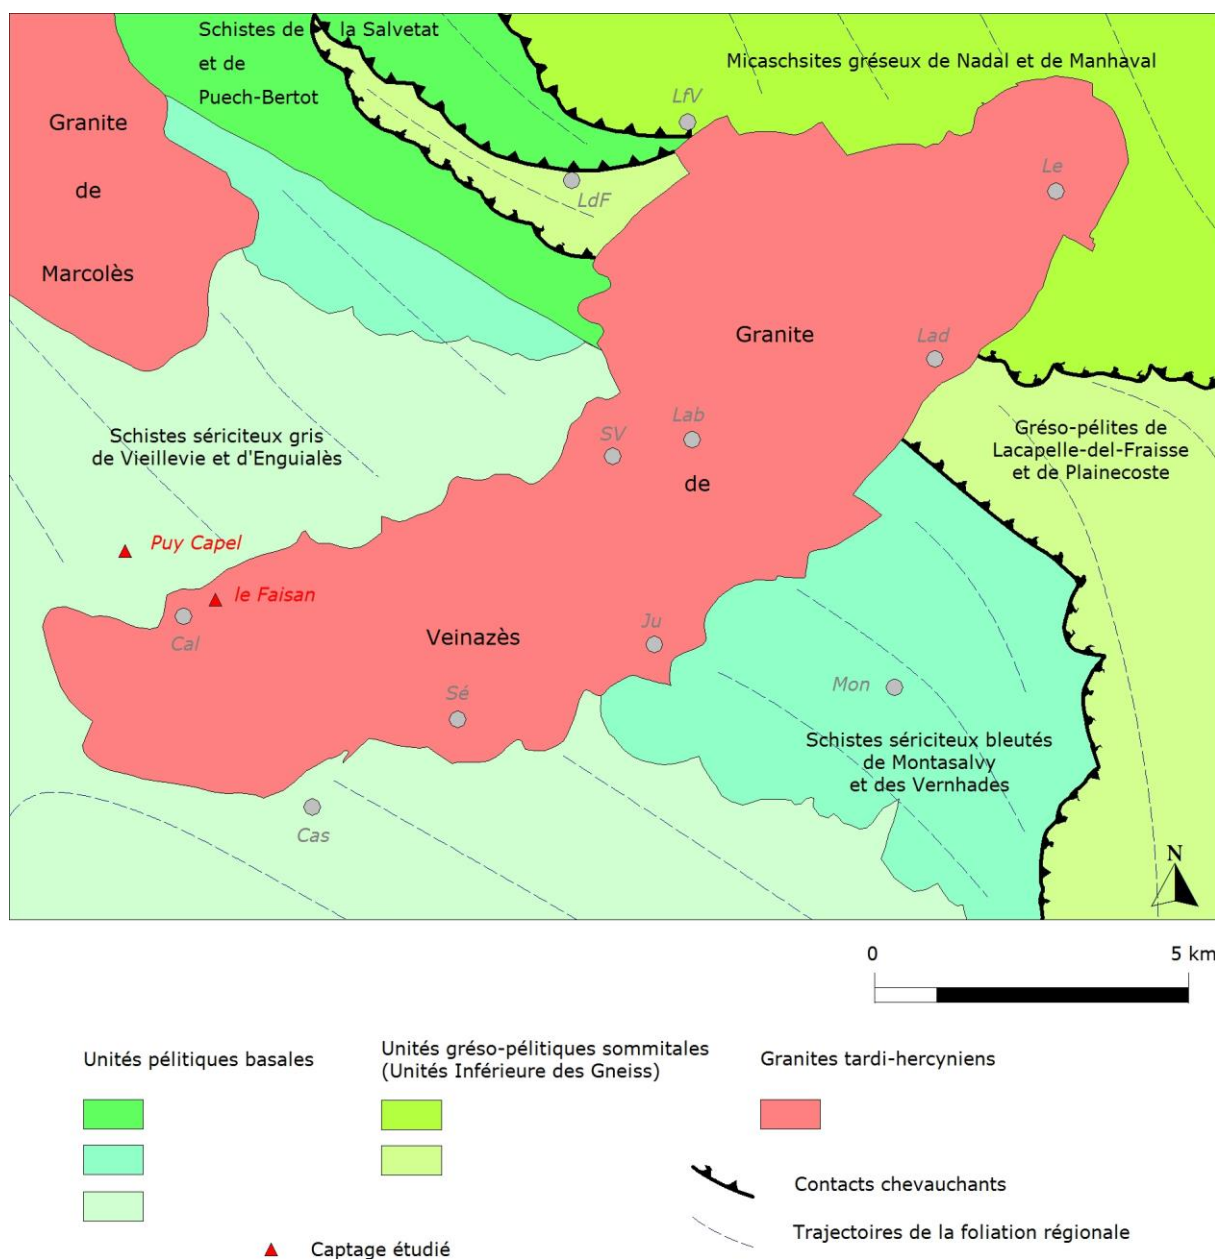 Schistes de la Salvetat
et de
Puech-Bertot
Micaschsites gréseux de Nadal et de Manhaval
LfV
Granite
de
Marcolès
LdF
Le
Granite
Lad
Schistes sériciteux gris
de Vieillevie et d'Enguialès
SV
Lab
de
Gréso-pélites de
Lacapelle-del-Fraisse
et de Plainecoste
Puy Capel
le Faisan
Cal
Veinazès
Ju
Sé
Mon
Schistes sériciteux bleutés
de Montasalvy
et des Vernhades
Cas
N
0 5 km
Unités pélitiques basales
Unités gréso-pélitiques sommitales
(Unités Inférieure des Gneiss)
Granites tardi-hercyniens
Contacts chevauchants
Trajectoires de la foliation régionale
Captage étudié